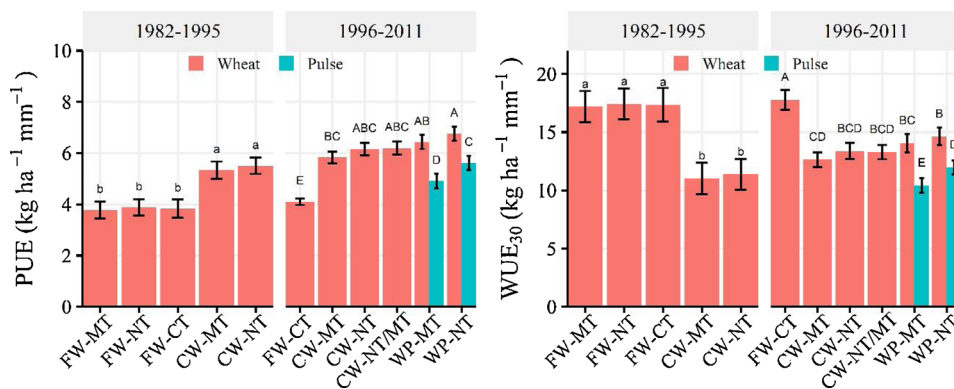 1982-1995 1996-2011
Wheat Pulse
PUE (kg ha⁻¹ mm⁻¹)
10
8
6
4
2
0
b b b a a
E BC ABC ABC AB D A C
FW-MT FW-NT FW-CT CW-MT CW-NT
FW-CT CW-MT CW-NT CW-NT/MT WP-MT WP-NT
1982-1995 1996-2011
Wheat Pulse
WUE₃₀ (kg ha⁻¹ mm⁻¹)
20
15
10
5
0
a a a b b
A CD BCD BCD BC E B D
FW-MT FW-NT FW-CT CW-MT CW-NT
FW-CT CW-MT CW-NT CW-NT/MT WP-MT WP-NT